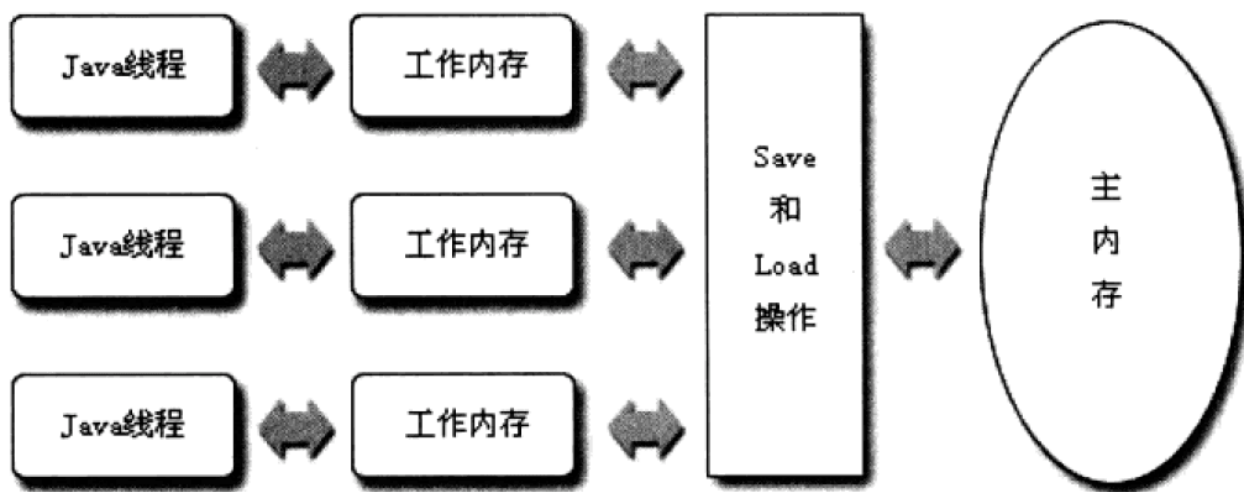 Java线程
工作内存
Java线程
工作内存
Java线程
工作内存
Save
和
Load
操作
主
内
存